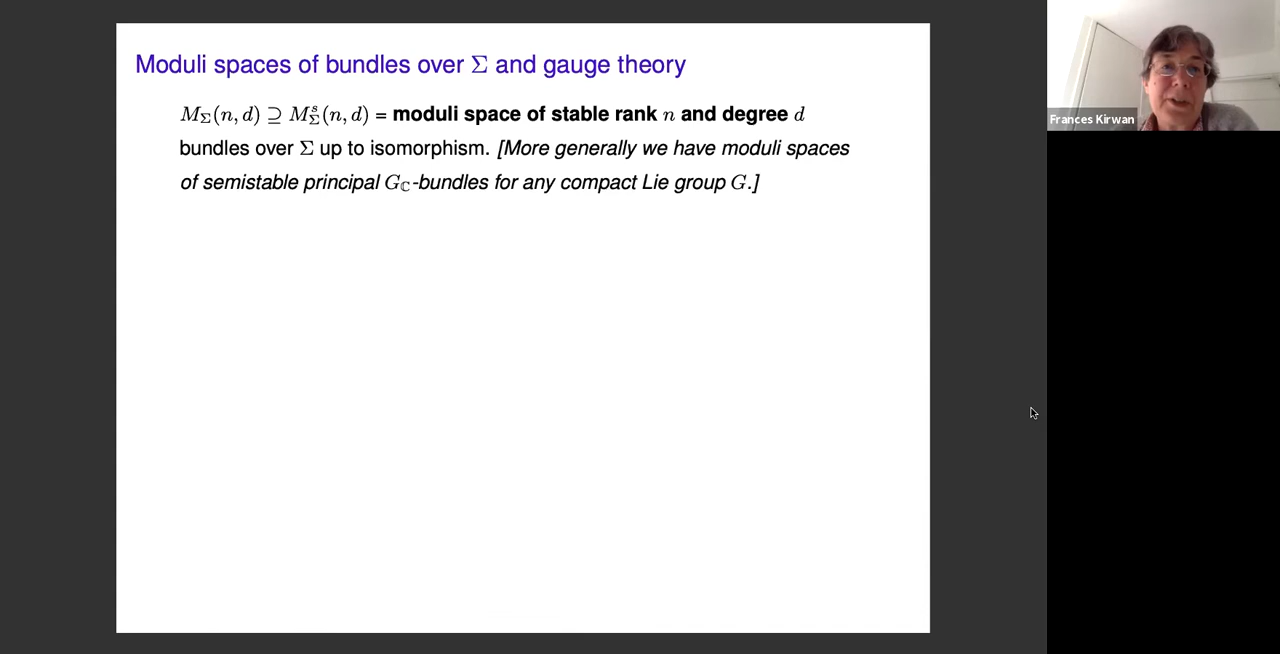 Moduli spaces of bundles over Σ and gauge theory
M_Σ(n, d) ⊇ M^s_Σ(n, d) = moduli space of stable rank n and degree d
bundles over Σ up to isomorphism. [More generally we have moduli spaces
of semistable principal G_ℂ-bundles for any compact Lie group G.]
Frances Kirwan